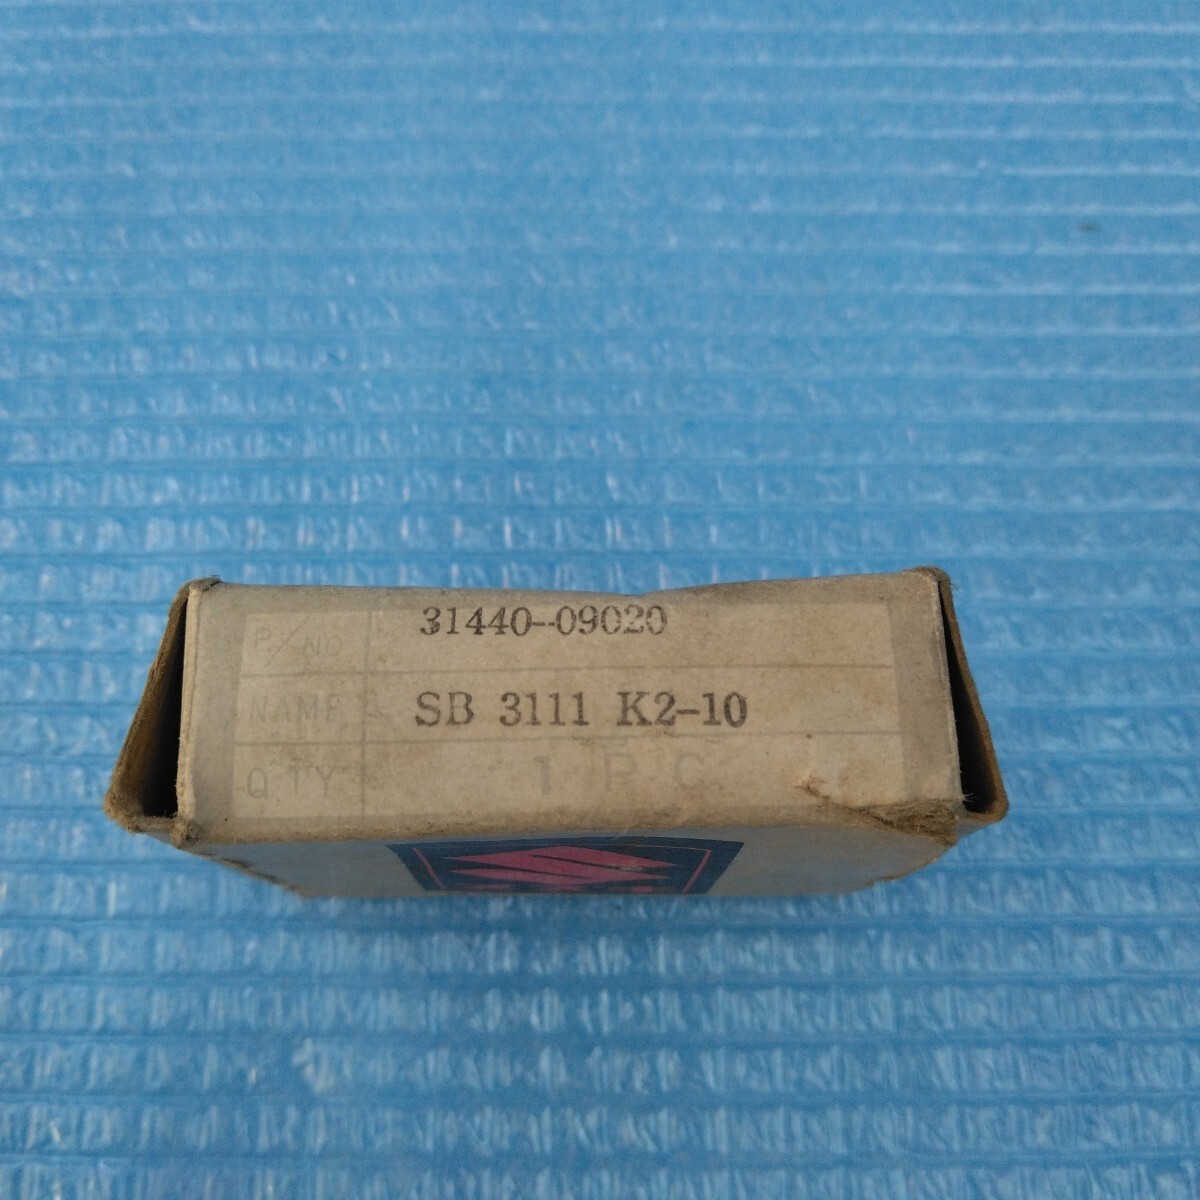 P/NO 31440-09020
NAME SB 3111 K2-10
Q'TY 1 PC